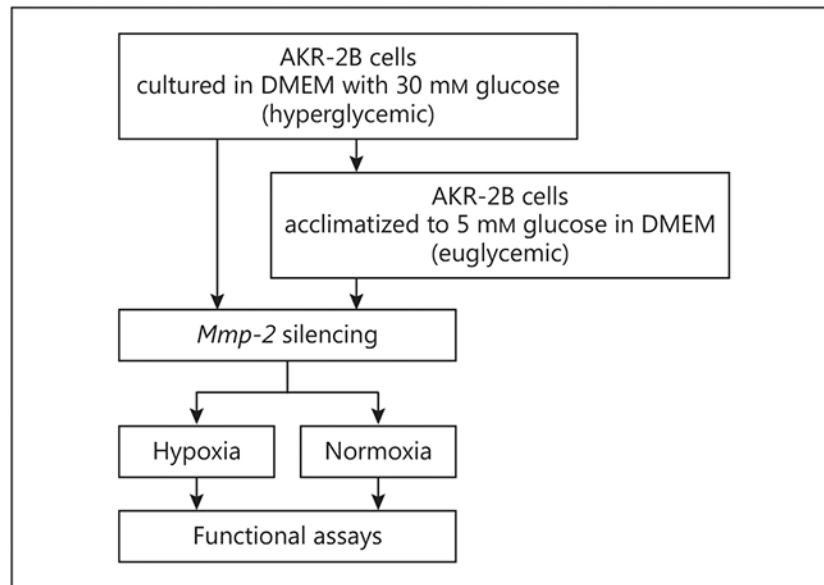 AKR-2B cells
cultured in DMEM with 30 mM glucose
(hyperglycemic)
AKR-2B cells
acclimatized to 5 mM glucose in DMEM
(euglycemic)
Mmp-2 silencing
Hypoxia
Normoxia
Functional assays